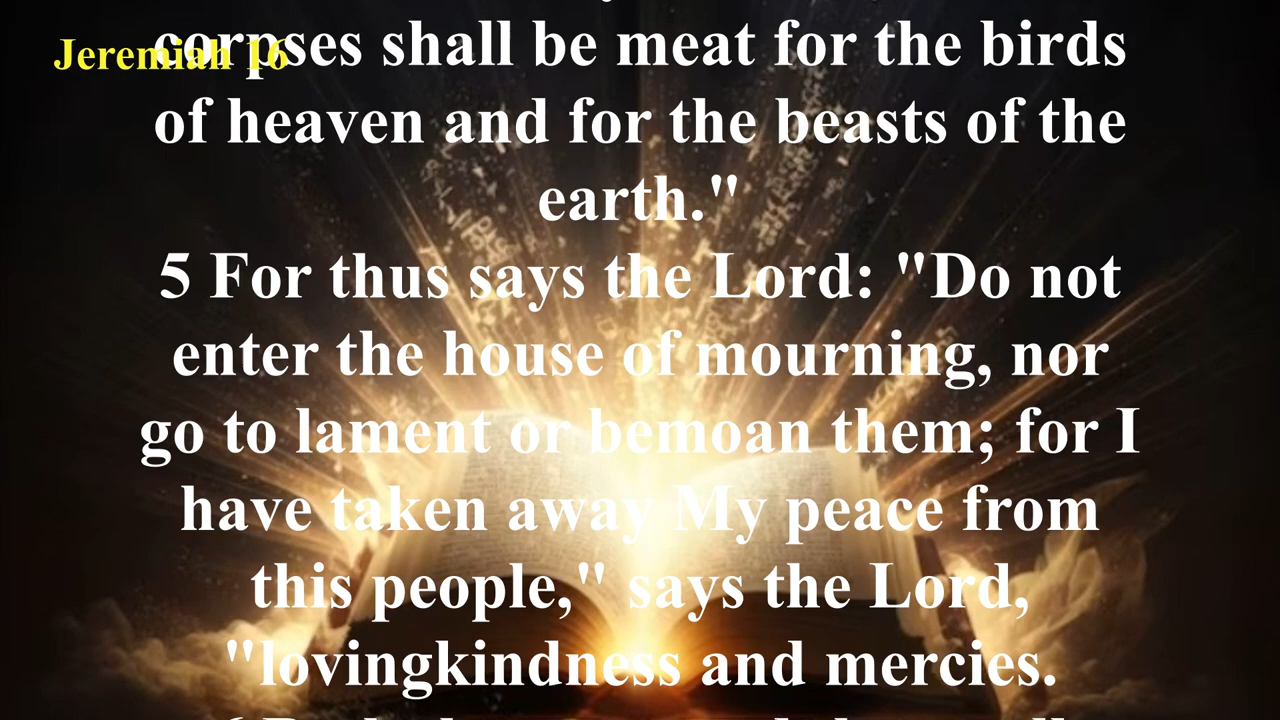 Jeremiah 16
corpses shall be meat for the birds
of heaven and for the beasts of the
earth."
5 For thus says the Lord: "Do not
enter the house of mourning, nor
go to lament or bemoan them; for I
have taken away My peace from
this people," says the Lord,
"lovingkindness and mercies.